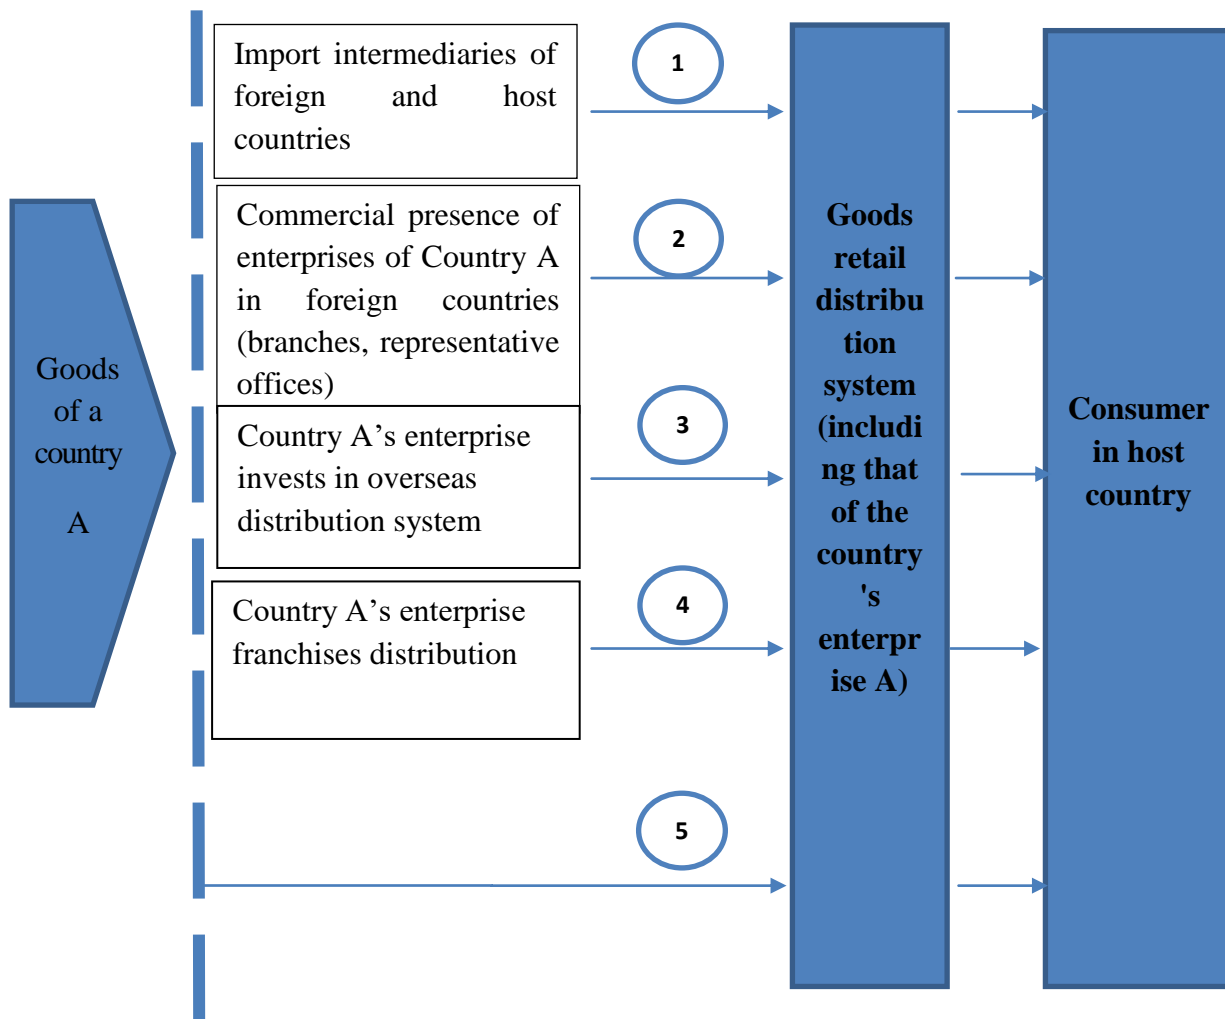 Goods
of a
country
A
Import intermediaries of
foreign and host
countries
Commercial presence of
enterprises of Country A
in foreign countries
(branches, representative
offices)
Country A's enterprise
invests in overseas
distribution system
Country A's enterprise
franchises distribution
1
2
3
4
5
Goods
retail
distribu
tion
system
(includi
ng that
of the
country
's
enterpr
ise A)
Consumer
in host
country